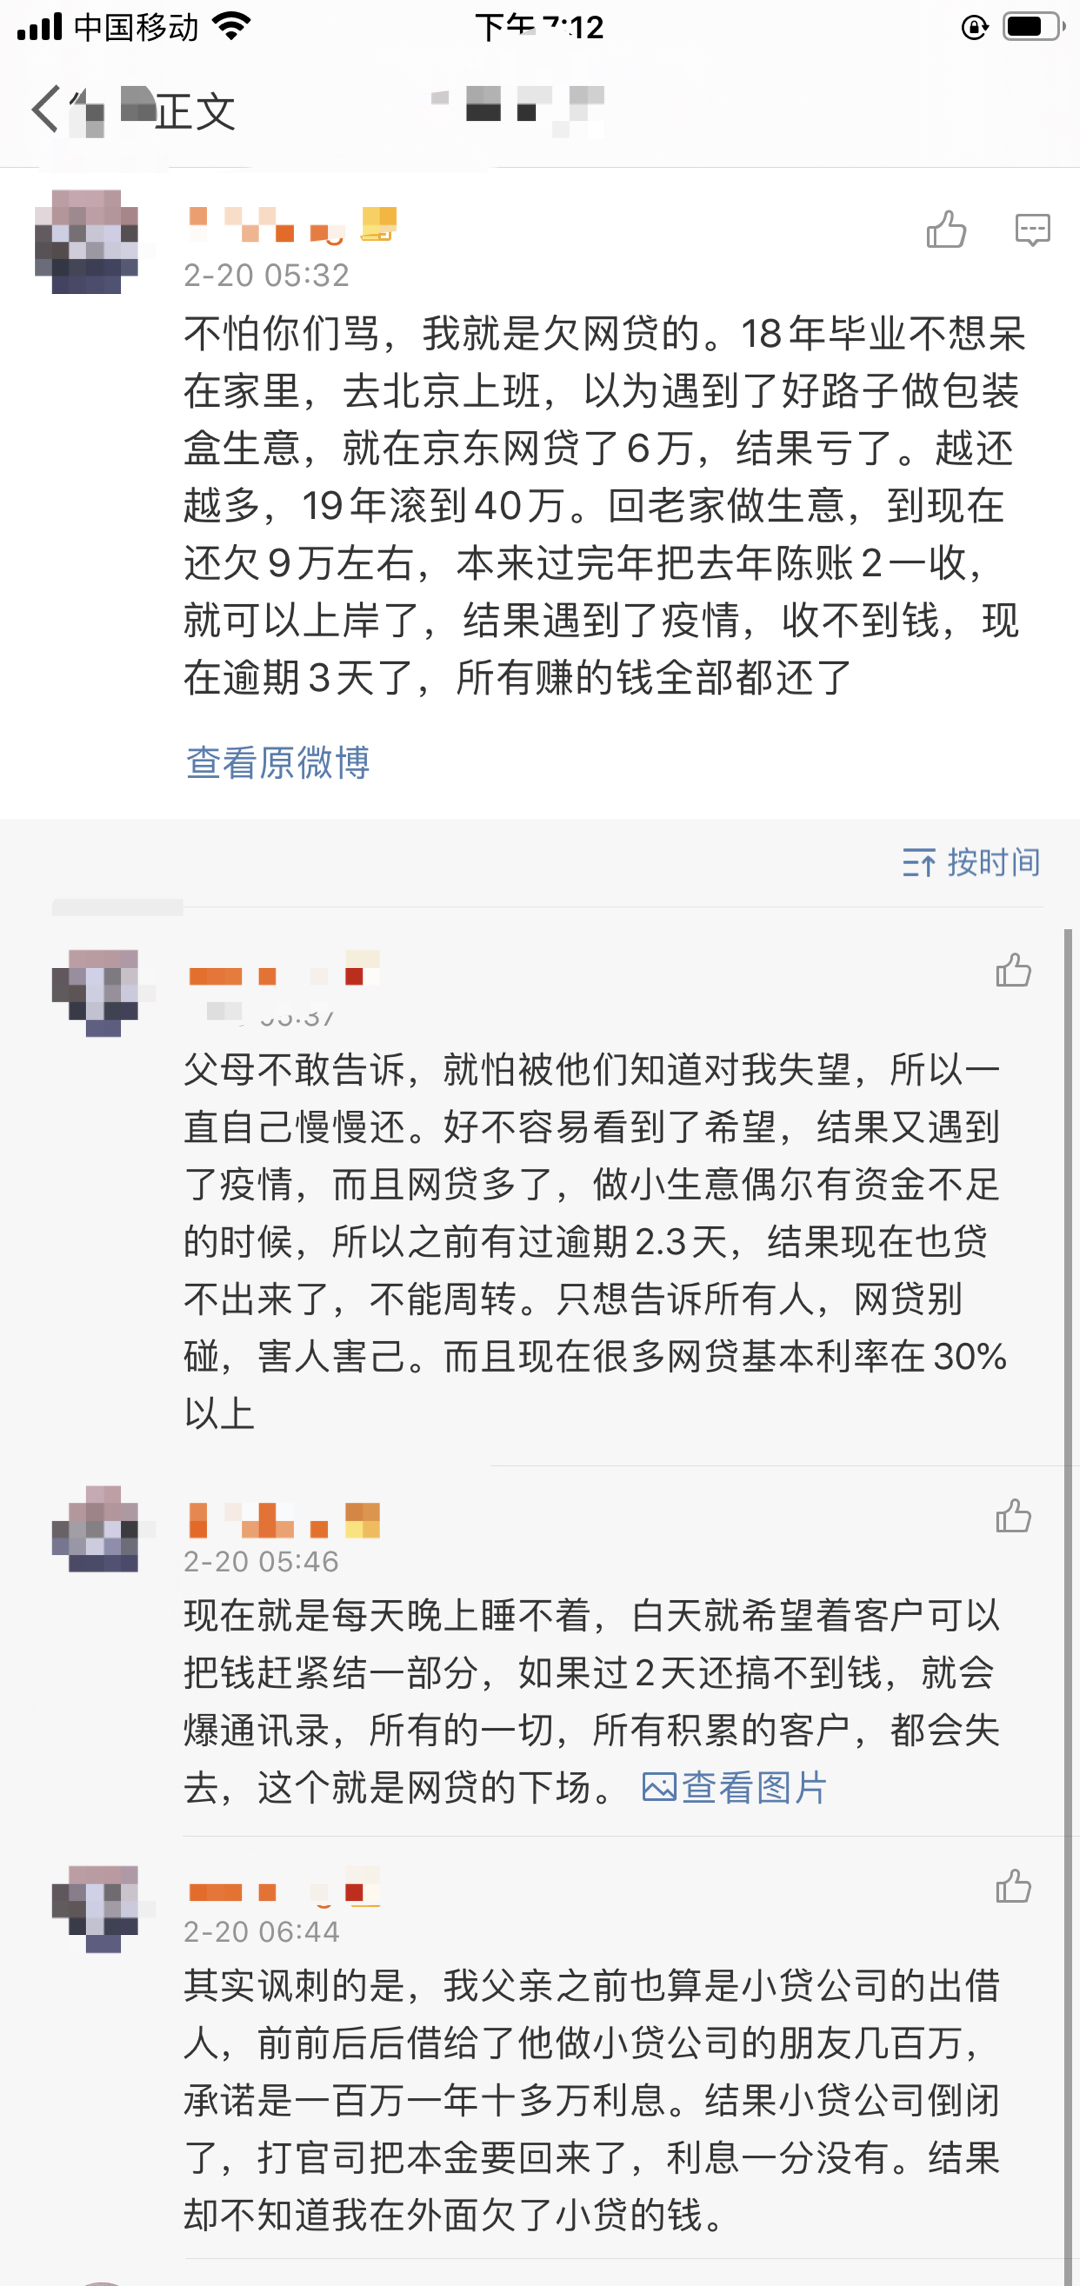 中国移动
下午 7:12
正文
2-20 05:32
不怕你们骂，我就是欠网贷的。18年毕业不想呆
在家里，去北京上班，以为遇到了好路子做包装
盒生意，就在京东网贷了6万，结果亏了。越还
越多，19年滚到40万。回老家做生意，到现在
还欠9万左右，本来过完年把去年陈账2一收，
就可以上岸了，结果遇到了疫情，收不到钱，现
在逾期3天了，所有赚的钱全部都还了
查看原微博
按时间
05:37
父母不敢告诉，就怕被他们知道对我失望，所以一
直自己慢慢还。好不容易看到了希望，结果又遇到
了疫情，而且网贷多了，做小生意偶尔有资金不足
的时候，所以之前有过逾期2.3天，结果现在也贷
不出来了，不能周转。只想告诉所有人，网贷别
碰，害人害己。而且现在很多网贷基本利率在30%
以上
2-20 05:46
现在就是每天晚上睡不着，白天就希望着客户可以
把钱赶紧结一部分，如果过2天还搞不到钱，就会
爆通讯录，所有的一切，所有积累的客户，都会失
去，这个就是网贷的下场。 查看图片
2-20 06:44
其实讽刺的是，我父亲之前也算是小贷公司的出借
人，前前后后借给了他做小贷公司的朋友几百万，
承诺是一百万一年十多万利息。结果小贷公司倒闭
了，打官司把本金要回来了，利息一分没有。结果
却不知道我在外面欠了小贷的钱。